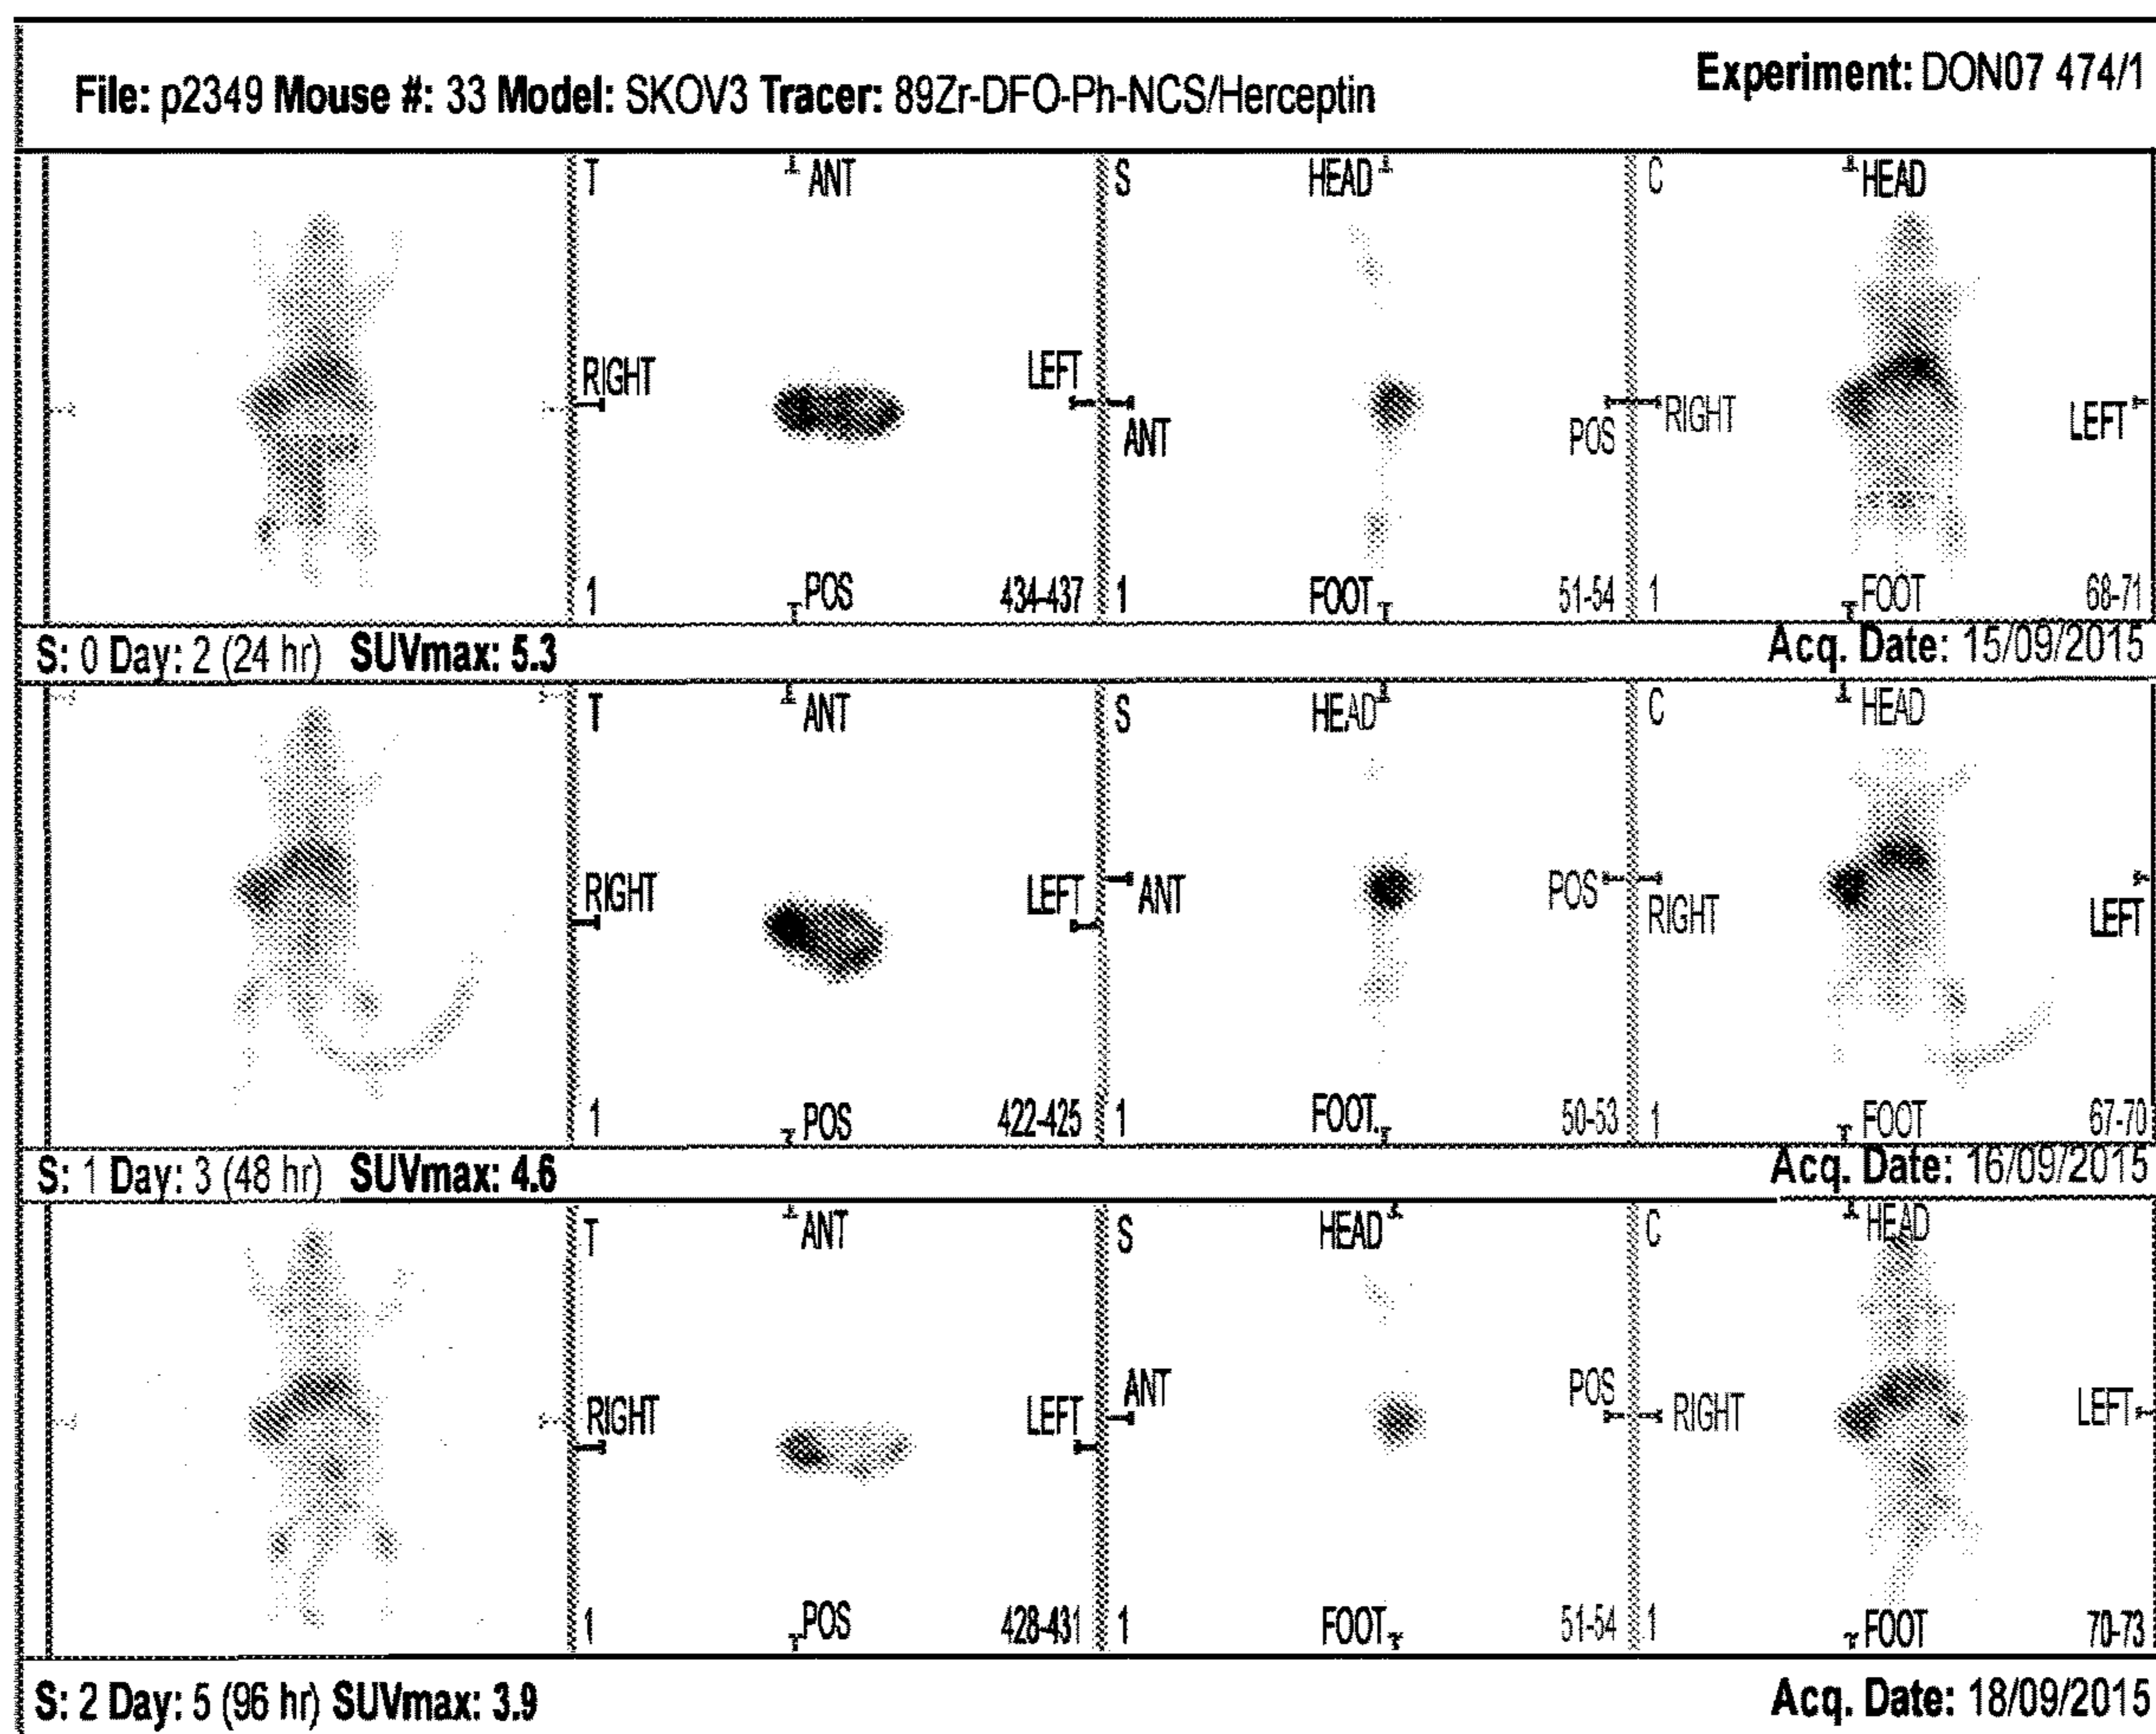 File: p2349 Mouse #: 33 Model: SKOV3 Tracer: 89Zr-DFO-Ph-NCS/Herceptin
Experiment: DON07 474/1
T ANT S HEAD C HEAD
RIGHT LEFT ANT POS RIGHT LEFT
1 POS 434-437 1 FOOT 51-54 1 FOOT 68-71
S: 0 Day: 2 (24 hr) SUVmax: 5.3 Acq. Date: 15/09/2015
T ANT S HEAD C HEAD
RIGHT LEFT ANT POS RIGHT LEFT
1 POS 422-425 1 FOOT 50-53 1 FOOT 67-70
S: 1 Day: 3 (48 hr) SUVmax: 4.6 Acq. Date: 16/09/2015
T ANT S HEAD C HEAD
RIGHT LEFT ANT POS RIGHT LEFT
1 POS 428-431 1 FOOT 51-54 1 FOOT 70-73
S: 2 Day: 5 (96 hr) SUVmax: 3.9 Acq. Date: 18/09/2015